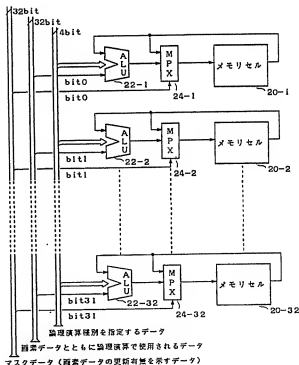 32bit
32bit
4bit
ALU
MPX
メモリセル
bit0
bit0
22-1
24-1
20-1
ALU
MPX
メモリセル
bit1
bit1
22-2
24-2
20-2
ALU
MPX
メモリセル
bit31
bit31
22-32
24-32
20-32
論理演算種別を指定するデータ
画素データとともに論理演算で使用されるデータ
マスクデータ(画素データの更新有無を示すデータ)